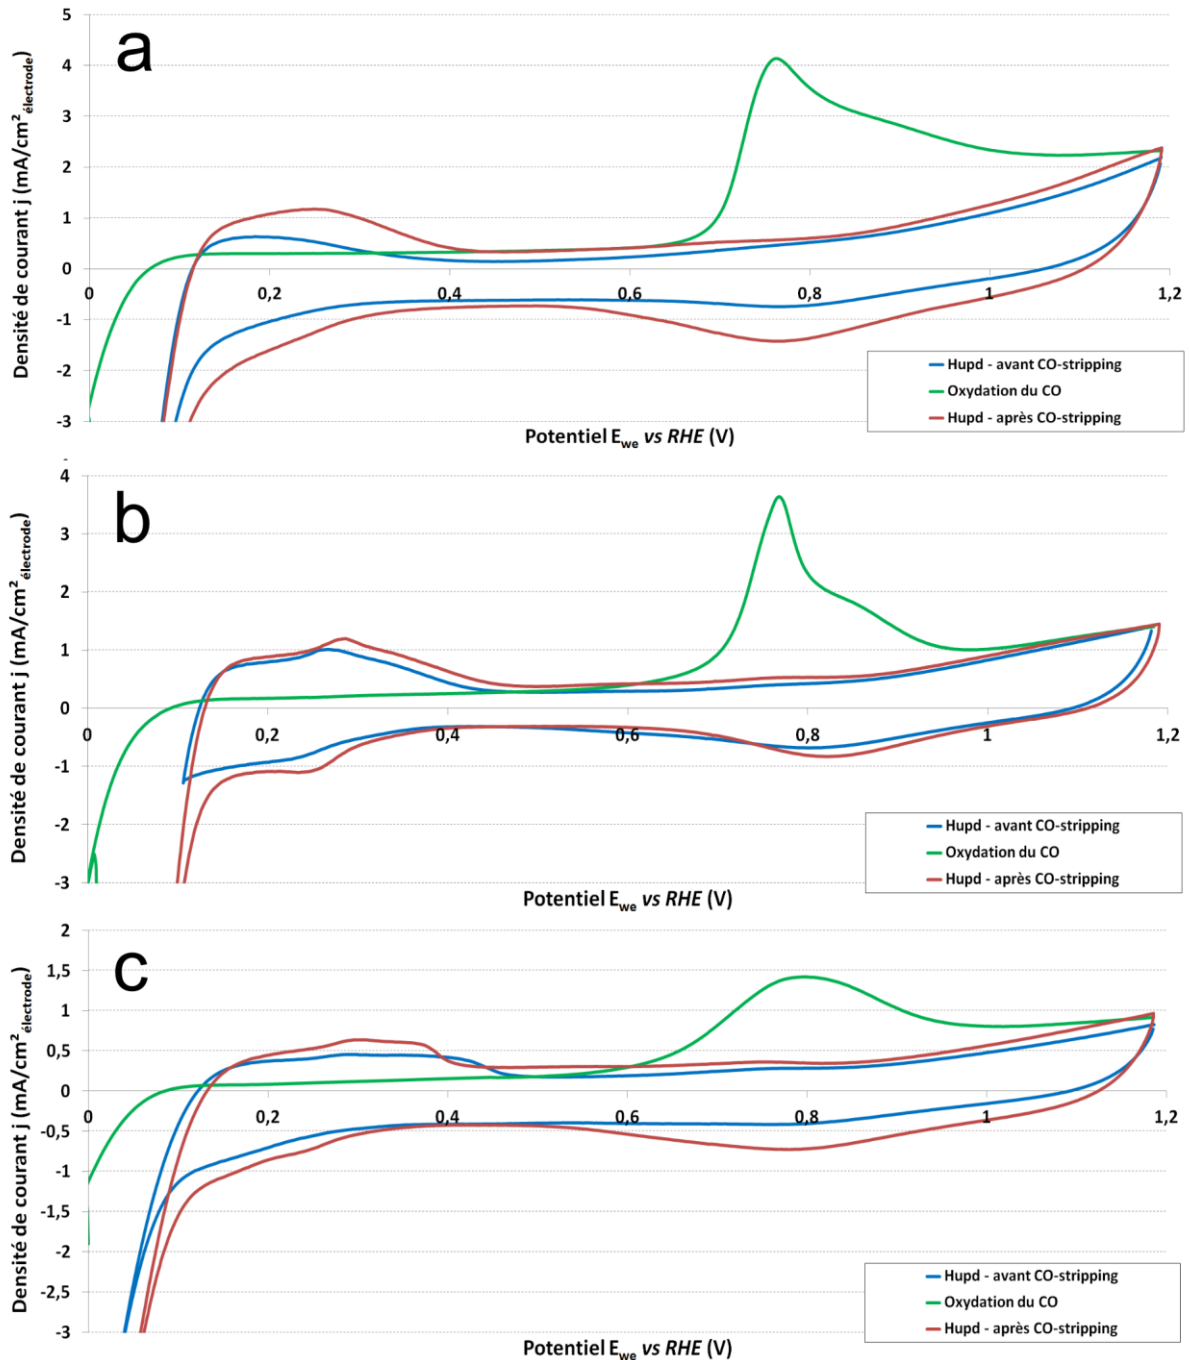 a
Densité de courant j (mA/cm²électrode)
5
4
3
2
1
0
-1
-2
-3
0 0,2 0,4 0,6 0,8 1 1,2
Hupd - avant CO-stripping
Oxydation du CO
Hupd - après CO-stripping
Potentiel Ewe vs RHE (V)
b
Densité de courant j (mA/cm²électrode)
4
3
2
1
0
-1
-2
-3
0 0,2 0,4 0,6 0,8 1 1,2
Hupd - avant CO-stripping
Oxydation du CO
Hupd - après CO-stripping
Potentiel Ewe vs RHE (V)
c
Densité de courant j (mA/cm²électrode)
2
1,5
1
0,5
0
-0,5
-1
-1,5
-2
-2,5
-3
0 0,2 0,4 0,6 0,8 1 1,2
Hupd - avant CO-stripping
Oxydation du CO
Hupd - après CO-stripping
Potentiel Ewe vs RHE (V)